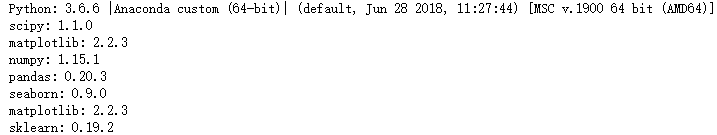 Python: 3.6.6 |Anaconda custom (64-bit)| (default, Jun 28 2018, 11:27:44) [MSC v.1900 64 bit (AMD64)]
scipy: 1.1.0
matplotlib: 2.2.3
numpy: 1.15.1
pandas: 0.20.3
seaborn: 0.9.0
matplotlib: 2.2.3
sklearn: 0.19.2